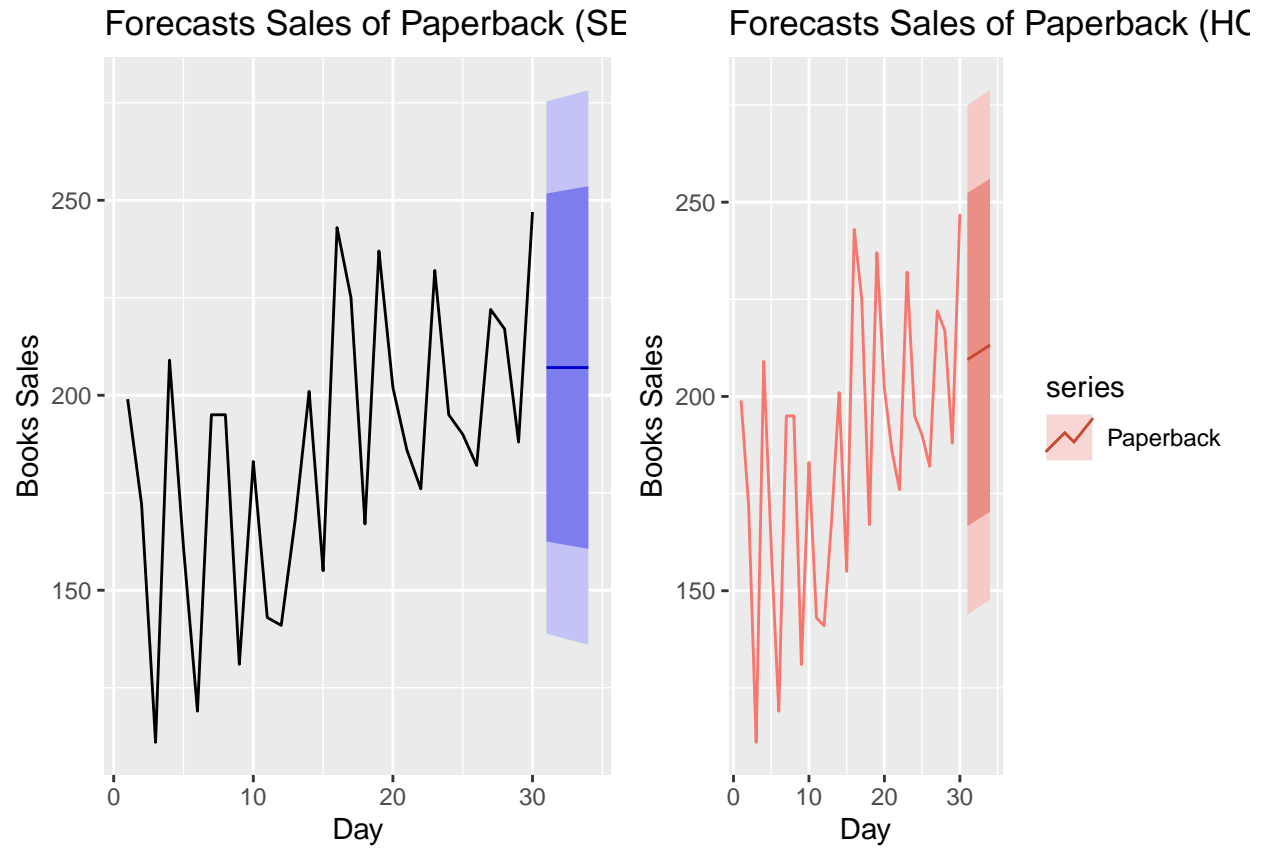 Forecasts Sales of Paperback (SE
Forecasts Sales of Paperback (HO
250
200
150
Books Sales
0 10 20 30
Day
250
200
150
Books Sales
0 10 20 30
Day
series
Paperback